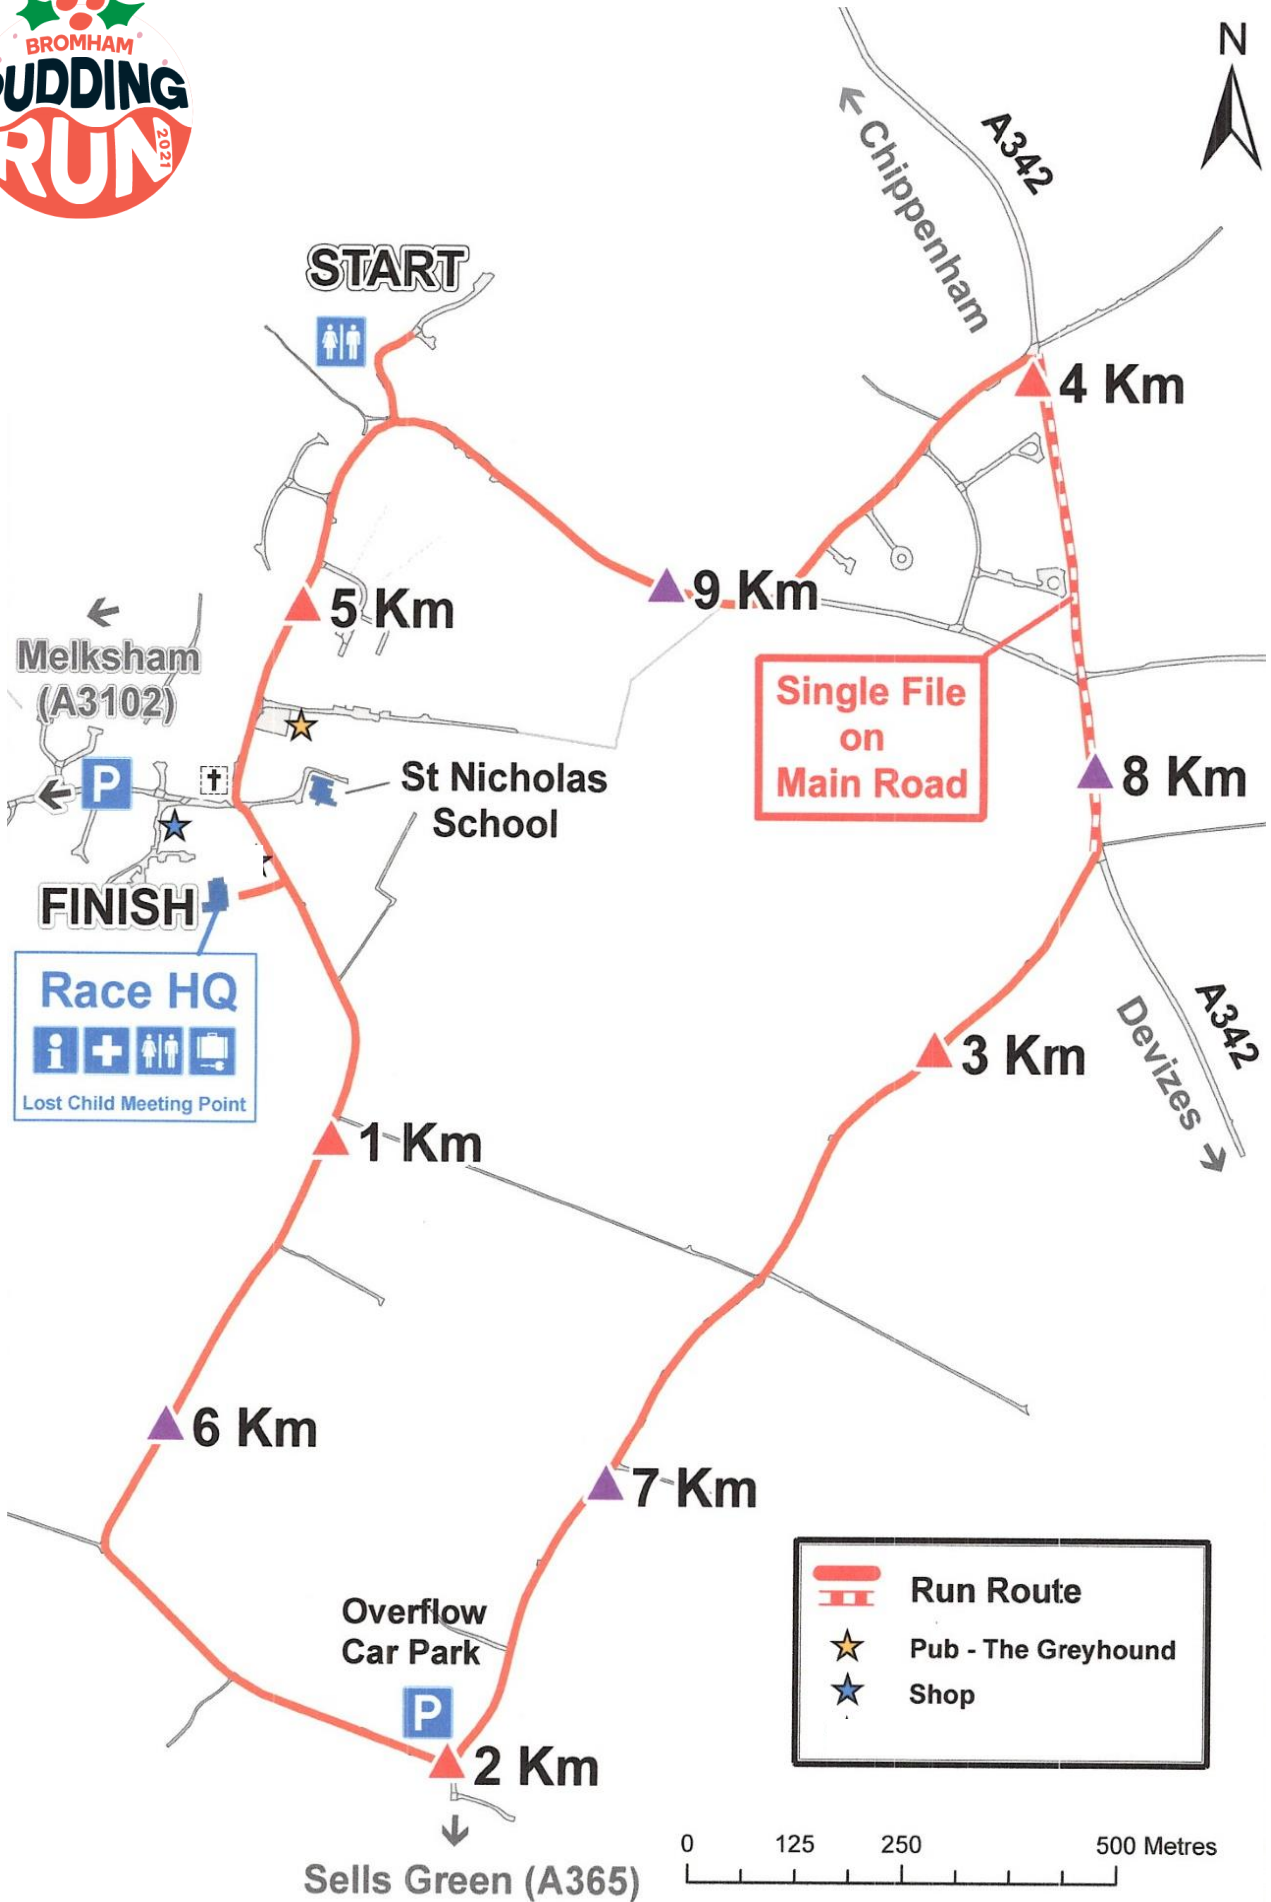 BROMHAM
PUDDING
RUN
2021
N
A342
Chippenham
START
4 Km
9 Km
5 Km
Melksham
(A3102)
Single File
on
Main Road
P
St Nicholas
School
8 Km
FINISH
Race HQ
i
Lost Child Meeting Point
A342
Devizes
3 Km
1 Km
6 Km
7 Km
Overflow
Car Park
P
2 Km
Sells Green (A365)
Run Route
Pub - The Greyhound
Shop
0 125 250 500 Metres